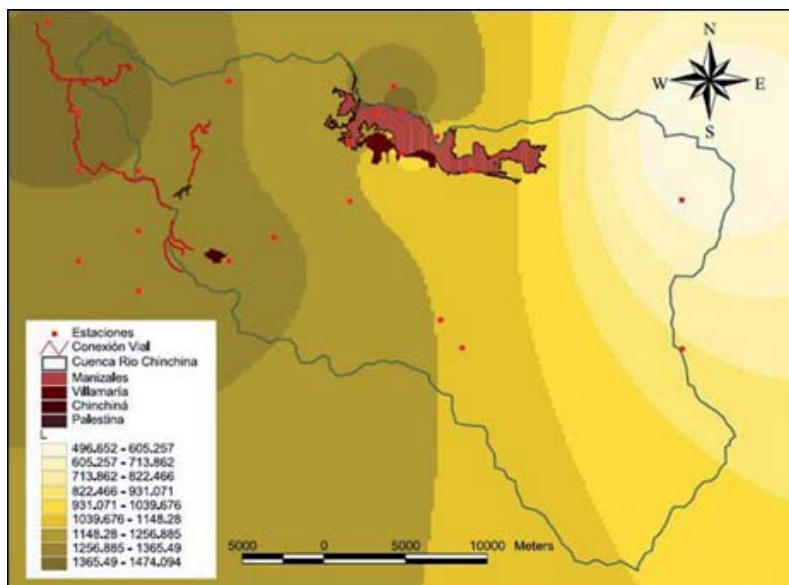 N
W
E
S
Estaciones
Conexión Vial
Cuenca Rio Chinchina
Manizales
Villamaría
Chinchiná
Palestina
L
496.652 - 605.257
605.257 - 713.862
713.862 - 822.466
822.466 - 931.071
931.071 - 1039.676
1039.676 - 1148.28
1148.28 - 1256.885
1256.885 - 1365.49
1365.49 - 1474.094
5000 0 5000 10000 Meters